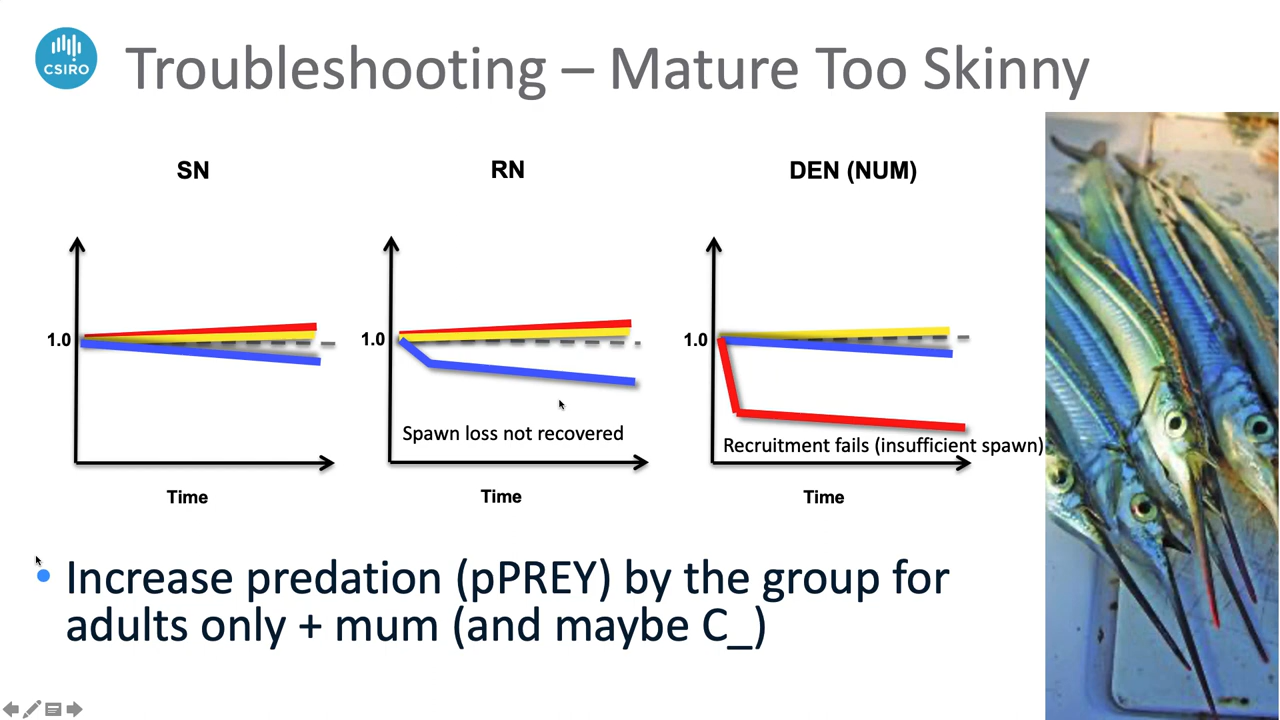 CSIRO
Troubleshooting – Mature Too Skinny
SN
RN
DEN (NUM)
1.0
1.0
1.0
Spawn loss not recovered
Recruitment fails (insufficient spawn)
Time
Time
Time
• Increase predation (pPREY) by the group for
adults only + mum (and maybe C_)